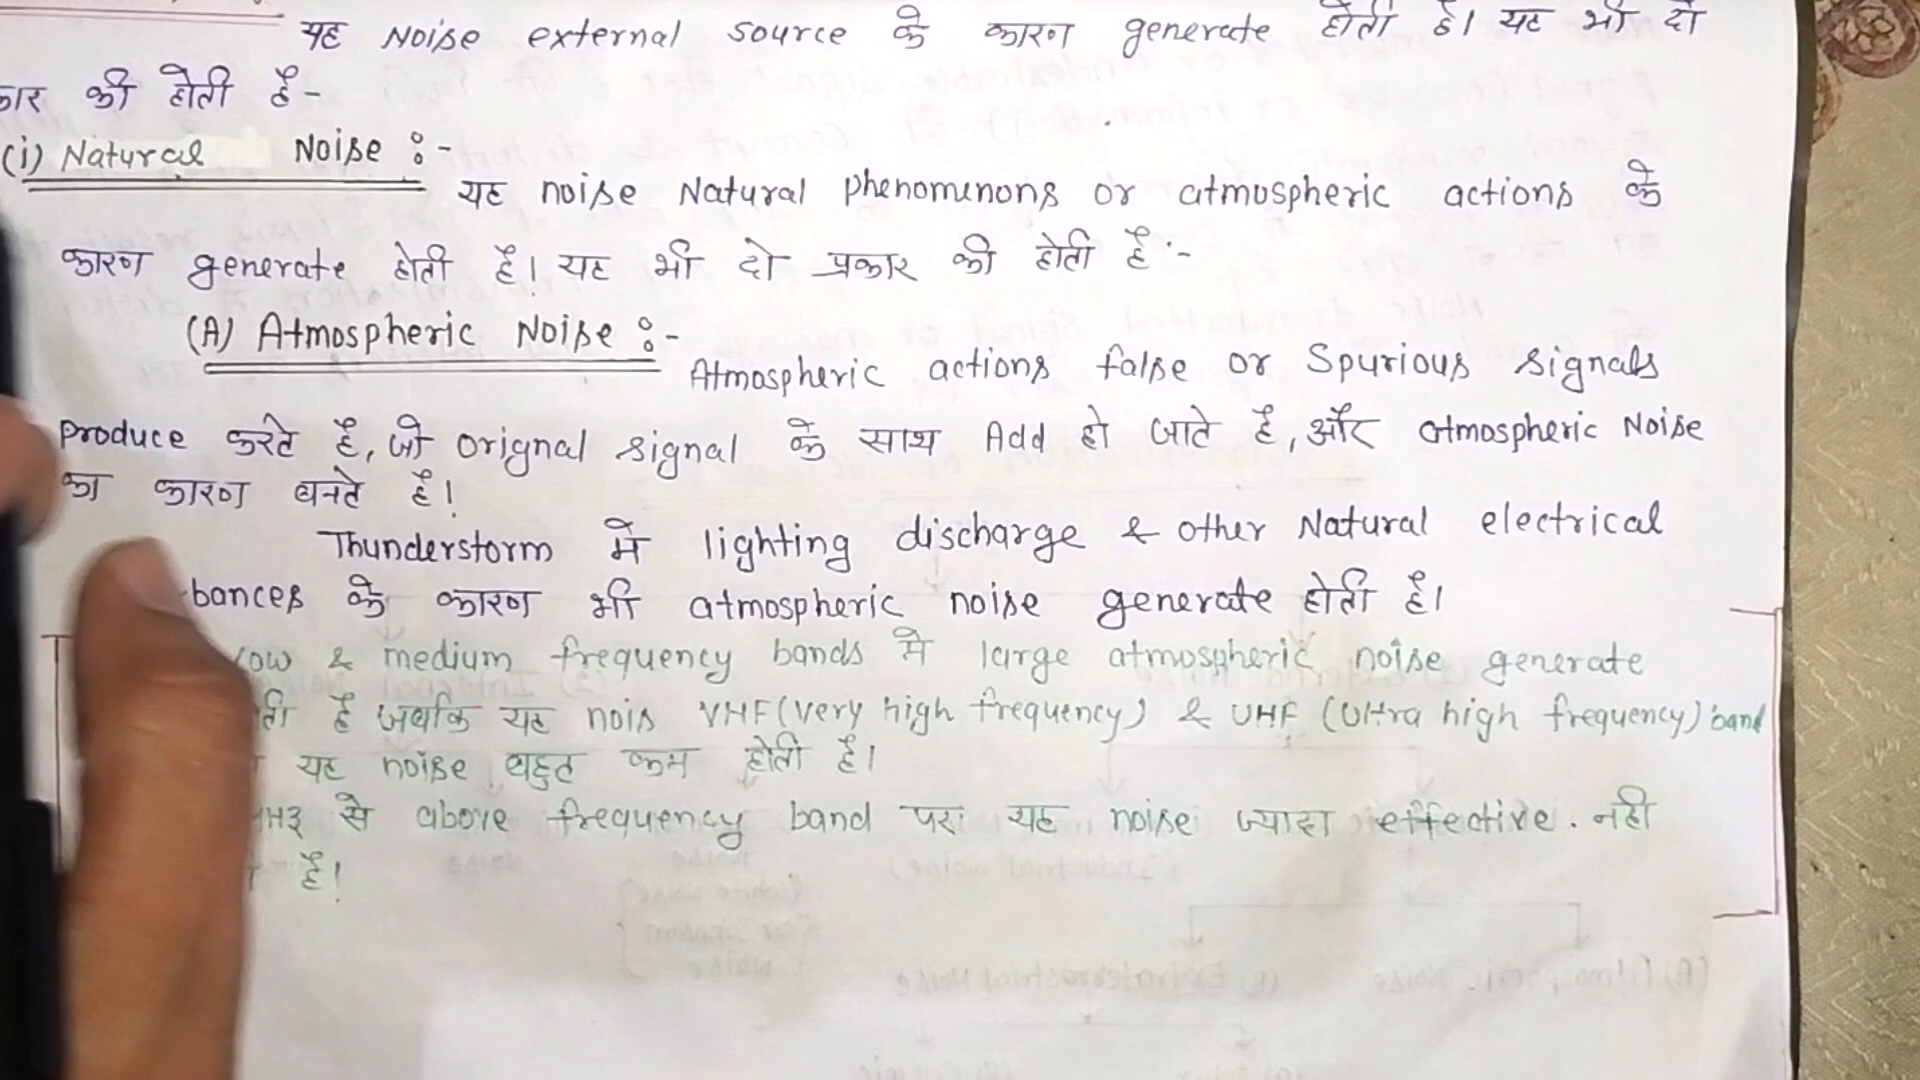 यह Noise external source के कारण generate होती है। यह भी दो
कार की होती है-
(i) Natural Noise :-
यह noise Natural phenomenons or atmospheric actions के
कारण generate होती है। यह भी दो प्रकार की होती है :-
(A) Atmospheric Noise :-
Atmospheric actions false or Spurious signals
Produce करते है, जो orignal signal के साथ Add हो जाते है, और atmospheric Noise
का कारण बनते है।
Thunderstorm मे lighting discharge & other Natural electrical
bances के कारण भी atmospheric noise generate होती है।
low & medium frequency bands मे large atmospheric noise generate
ती है जबकि यह nois VHF (very high frequency) & UHF (Ultra high frequency) band
यह noise बहुत कम होती है।
MHz से above frequency band पर यह noise ज्यादा effective. नही
है।